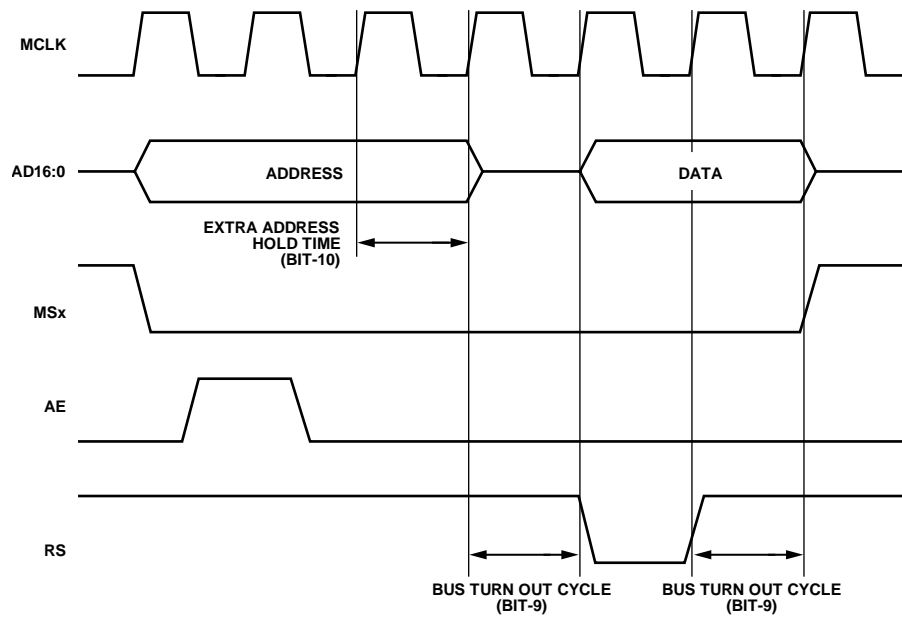 MCLK
AD16:0
ADDRESS
DATA
EXTRA ADDRESS
HOLD TIME
(BIT-10)
MSx
AE
RS
BUS TURN OUT CYCLE
(BIT-9)
BUS TURN OUT CYCLE
(BIT-9)